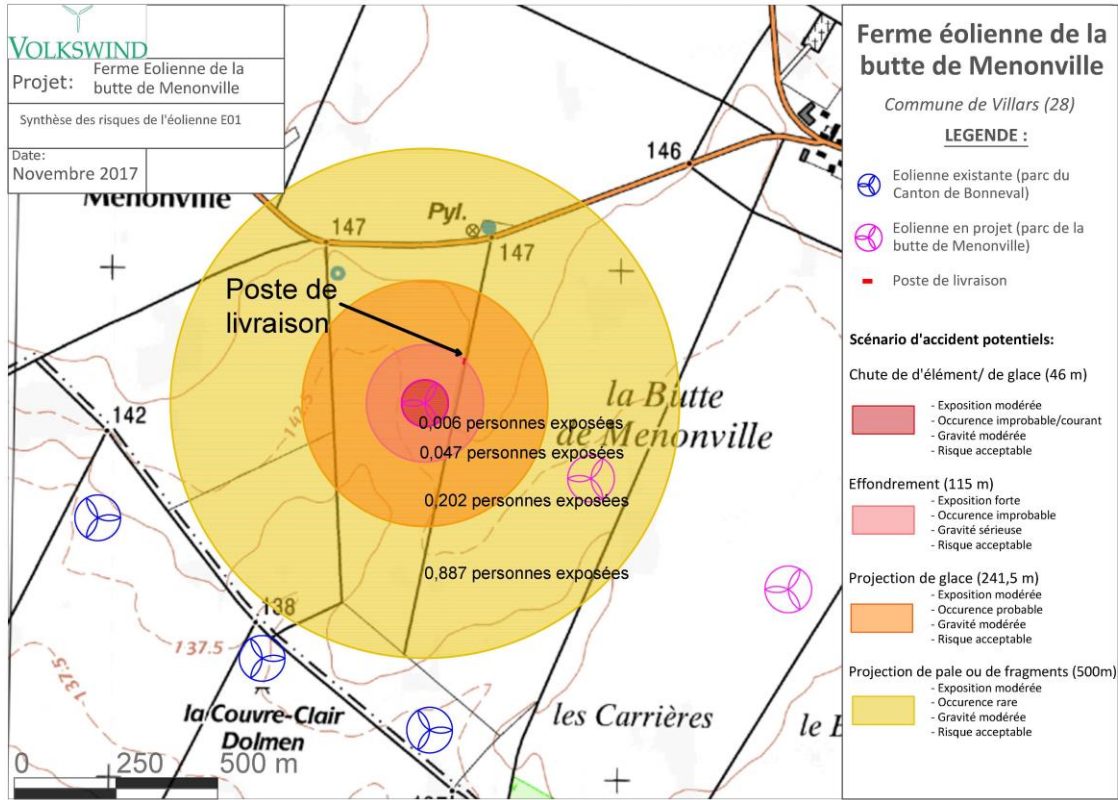 VOLKSWIND
Projet:
Ferme Eolienne de la
butte de Menonville
Synthèse des risques de l'éolienne E01
Date:
Novembre 2017
Menonville
147
Pyl.
147
146
Poste de
livraison
142
142.5
la Butte
de Menonville
0,006 personnes exposées
0,047 personnes exposées
0,202 personnes exposées
0,887 personnes exposées
138
137.5
137.5
la Couvre-Clair
Dolmen
les Carrières
0 250 500 m
Ferme éolienne de la
butte de Menonville
Commune de Villars (28)
LEGENDE :
Eolienne existante (parc du
Canton de Bonneval)
Eolienne en projet (parc de la
butte de Menonville)
Poste de livraison
Scénario d'accident potentiels:
Chute de d'élément/ de glace (46 m)
- Exposition modérée
- Occurence improbable/courant
- Gravité modérée
- Risque acceptable
Effondrement (115 m)
- Exposition forte
- Occurence improbable
- Gravité sérieuse
- Risque acceptable
Projection de glace (241,5 m)
- Exposition modérée
- Occurence probable
- Gravité modérée
- Risque acceptable
Projection de pale ou de fragments (500m)
- Exposition modérée
- Occurence rare
- Gravité modérée
- Risque acceptable